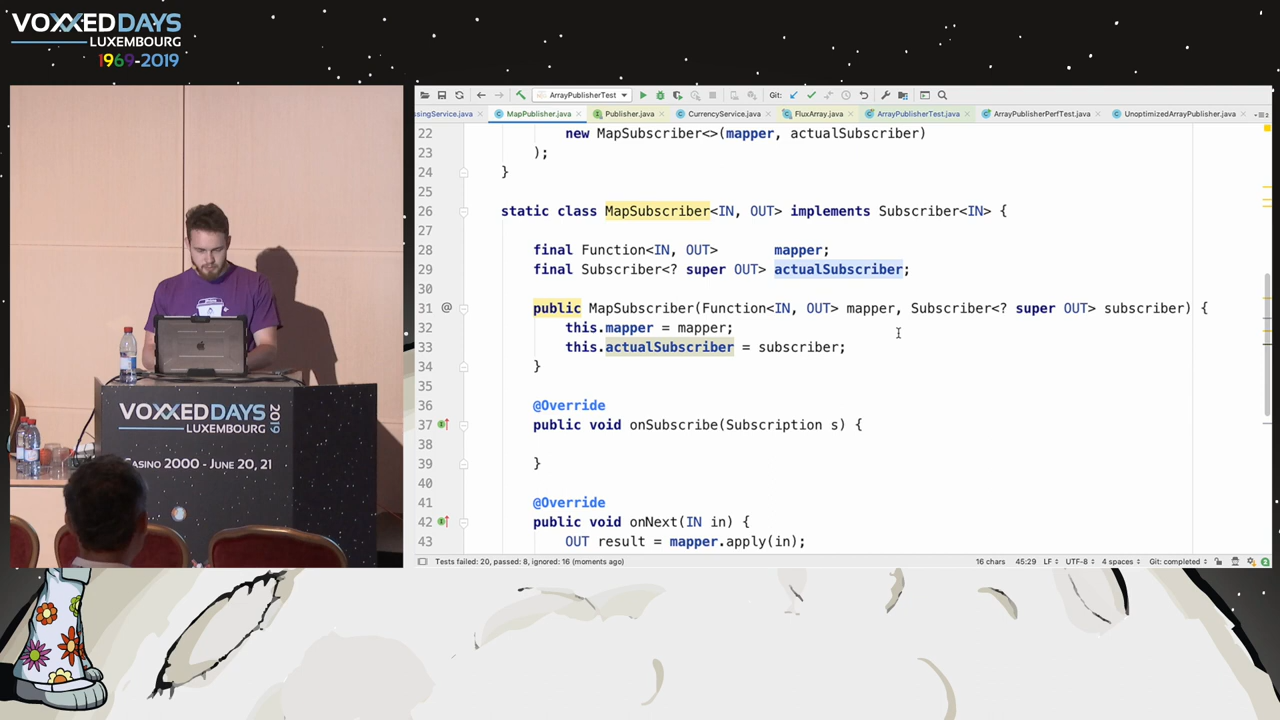 VOXXED DAYS
LUXEMBOURG
1969-2019
ArrayPublisherTest
Git:
ssingService.java
MapPublisher.java
Publisher.java
CurrencyService.java
FluxArray.java
ArrayPublisherTest.java
ArrayPublisherPerfTest.java
UnoptimizedArrayPublisher.java
22 new MapSubscriber<>(mapper, actualSubscriber)
23 );
24 }
25
26 static class MapSubscriber<IN, OUT> implements Subscriber<IN> {
27
28 final Function<IN, OUT> mapper;
29 final Subscriber<? super OUT> actualSubscriber;
30
31 @ public MapSubscriber(Function<IN, OUT> mapper, Subscriber<? super OUT> subscriber) {
32 this.mapper = mapper;
33 this.actualSubscriber = subscriber;
34 }
35
36 @Override
37 public void onSubscribe(Subscription s) {
38
39 }
40
41 @Override
42 public void onNext(IN in) {
43 OUT result = mapper.apply(in);
Tests failed: 20, passed: 8, ignored: 16 (moments ago)
16 chars 45:29 LF UTF-8 4 spaces Git: completed
VOXXED DAYS 2019
LUXEMBOURG
Casino 2000 - June 20, 21